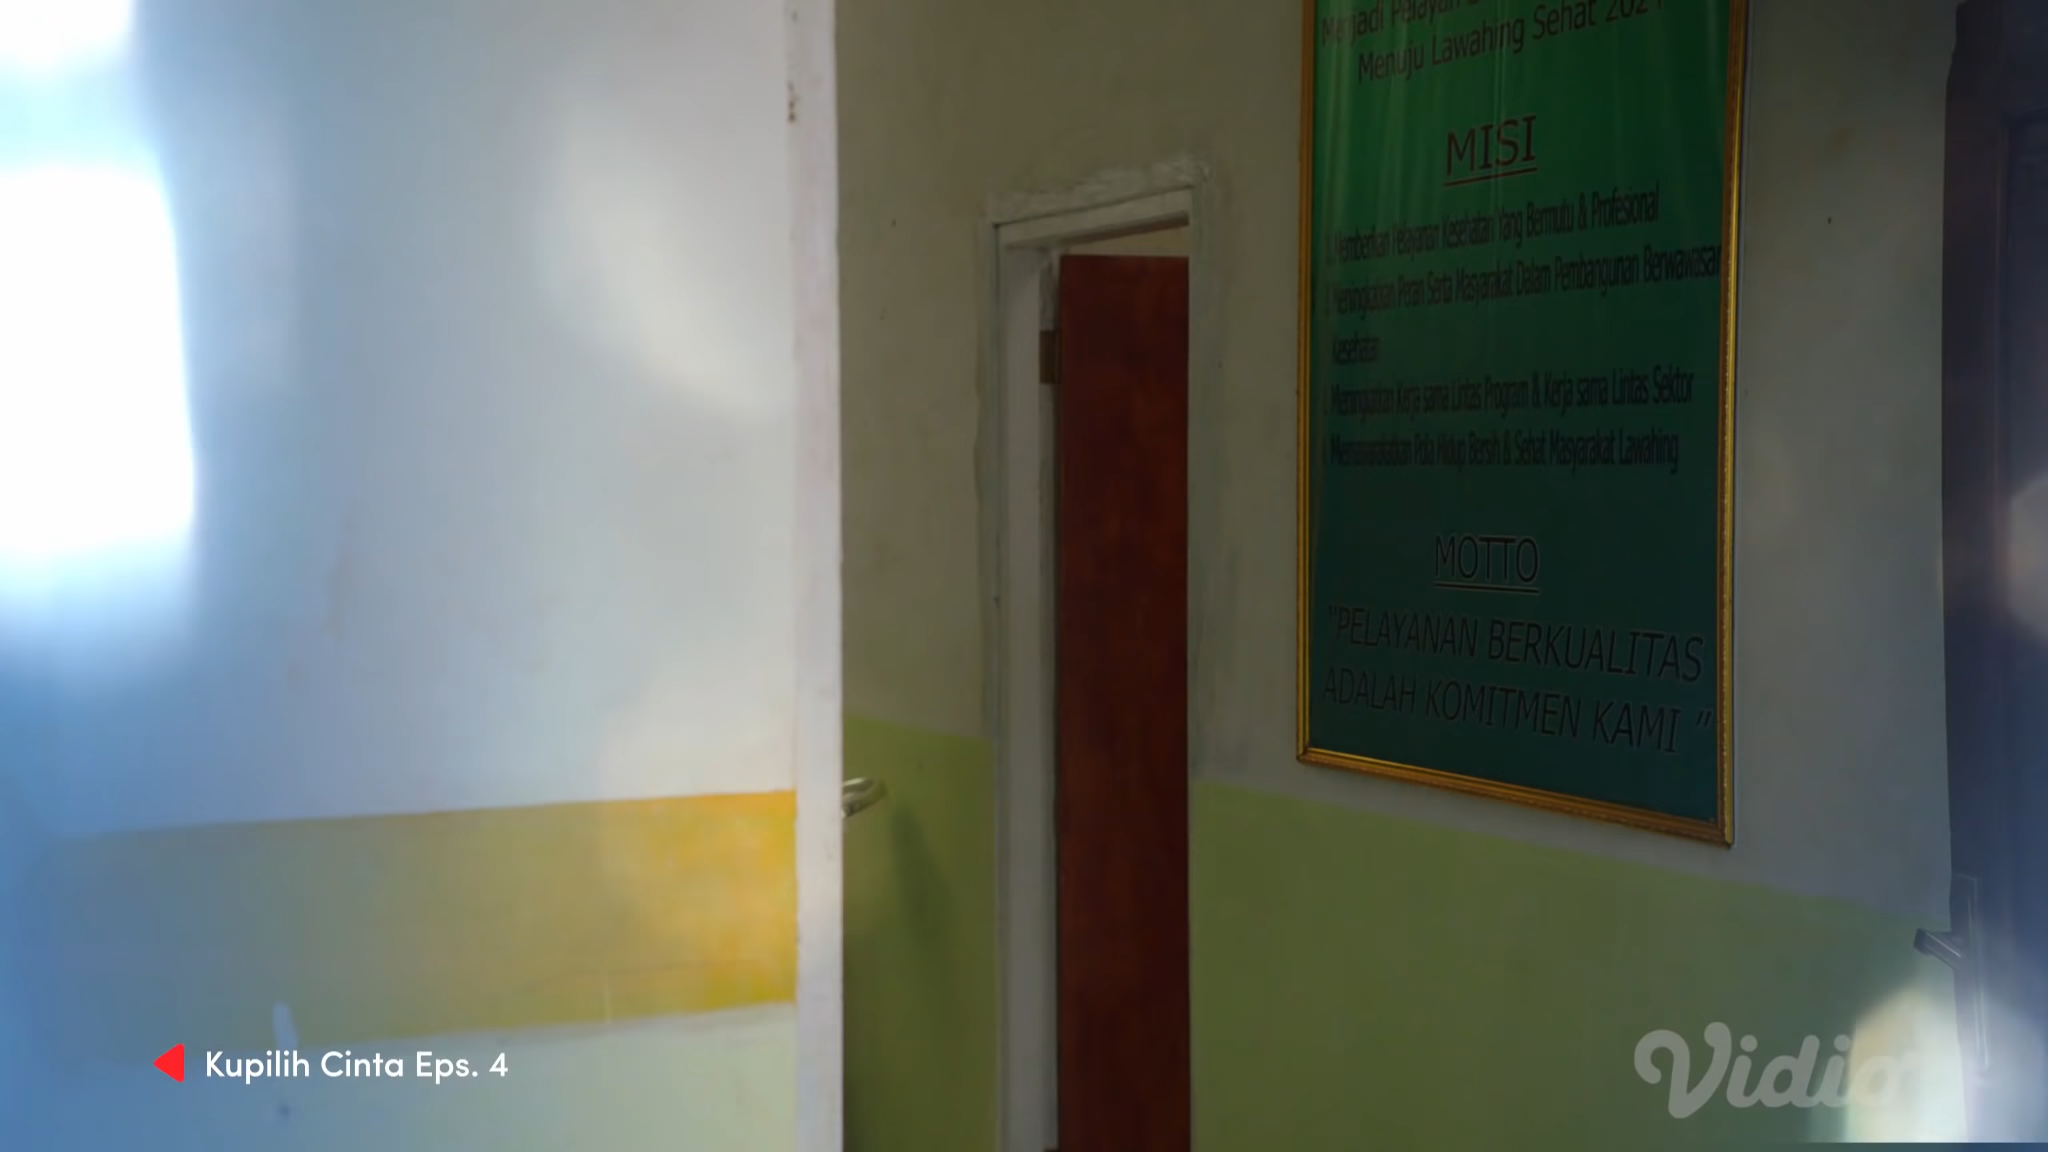 Menjadi Pelayan
Menuju Lawahing Sehat 2021
MISI
1. Memberikan Pelayanan Kesehatan Yang Bermutu & Profesional
Meningkatkan Peran Serta Masyarakat Dalam Pembangunan Berwawasan
Kesehatan
Meningkatkan Kerja sama Lintas Program & Kerja sama Lintas Sektor
Memasyarakatkan Pola Hidup Bersih & Sehat Masyarakat Lawahing
MOTTO
"PELAYANAN BERKUALITAS
ADALAH KOMITMEN KAMI "
Kupilih Cinta Eps. 4
Vidio